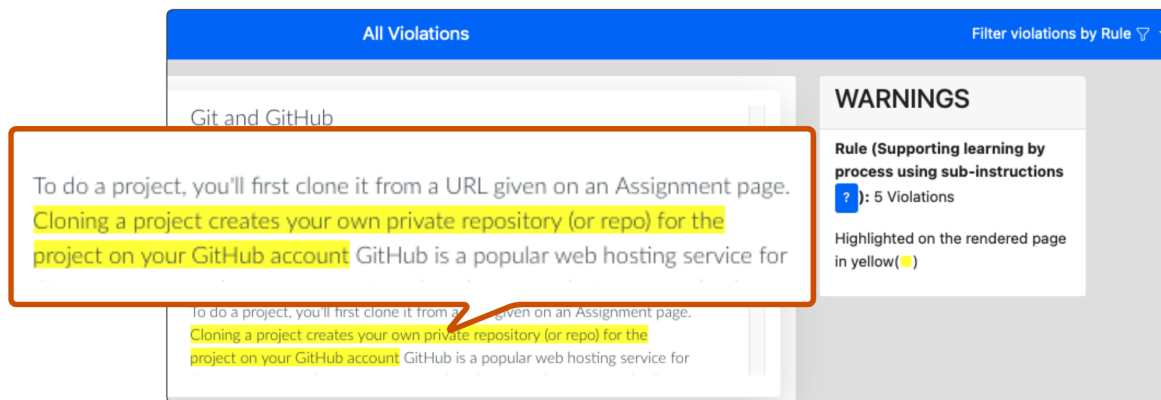 All Violations
Filter violations by Rule
Git and GitHub
To do a project, you'll first clone it from a URL given on an Assignment page.
Cloning a project creates your own private repository (or repo) for the
project on your GitHub account GitHub is a popular web hosting service for
To do a project, you'll first clone it from a given on an Assignment page.
Cloning a project creates your own private repository (or repo) for the
project on your GitHub account GitHub is a popular web hosting service for
WARNINGS
Rule (Supporting learning by
process using sub-instructions
? ): 5 Violations
Highlighted on the rendered page
in yellow( )